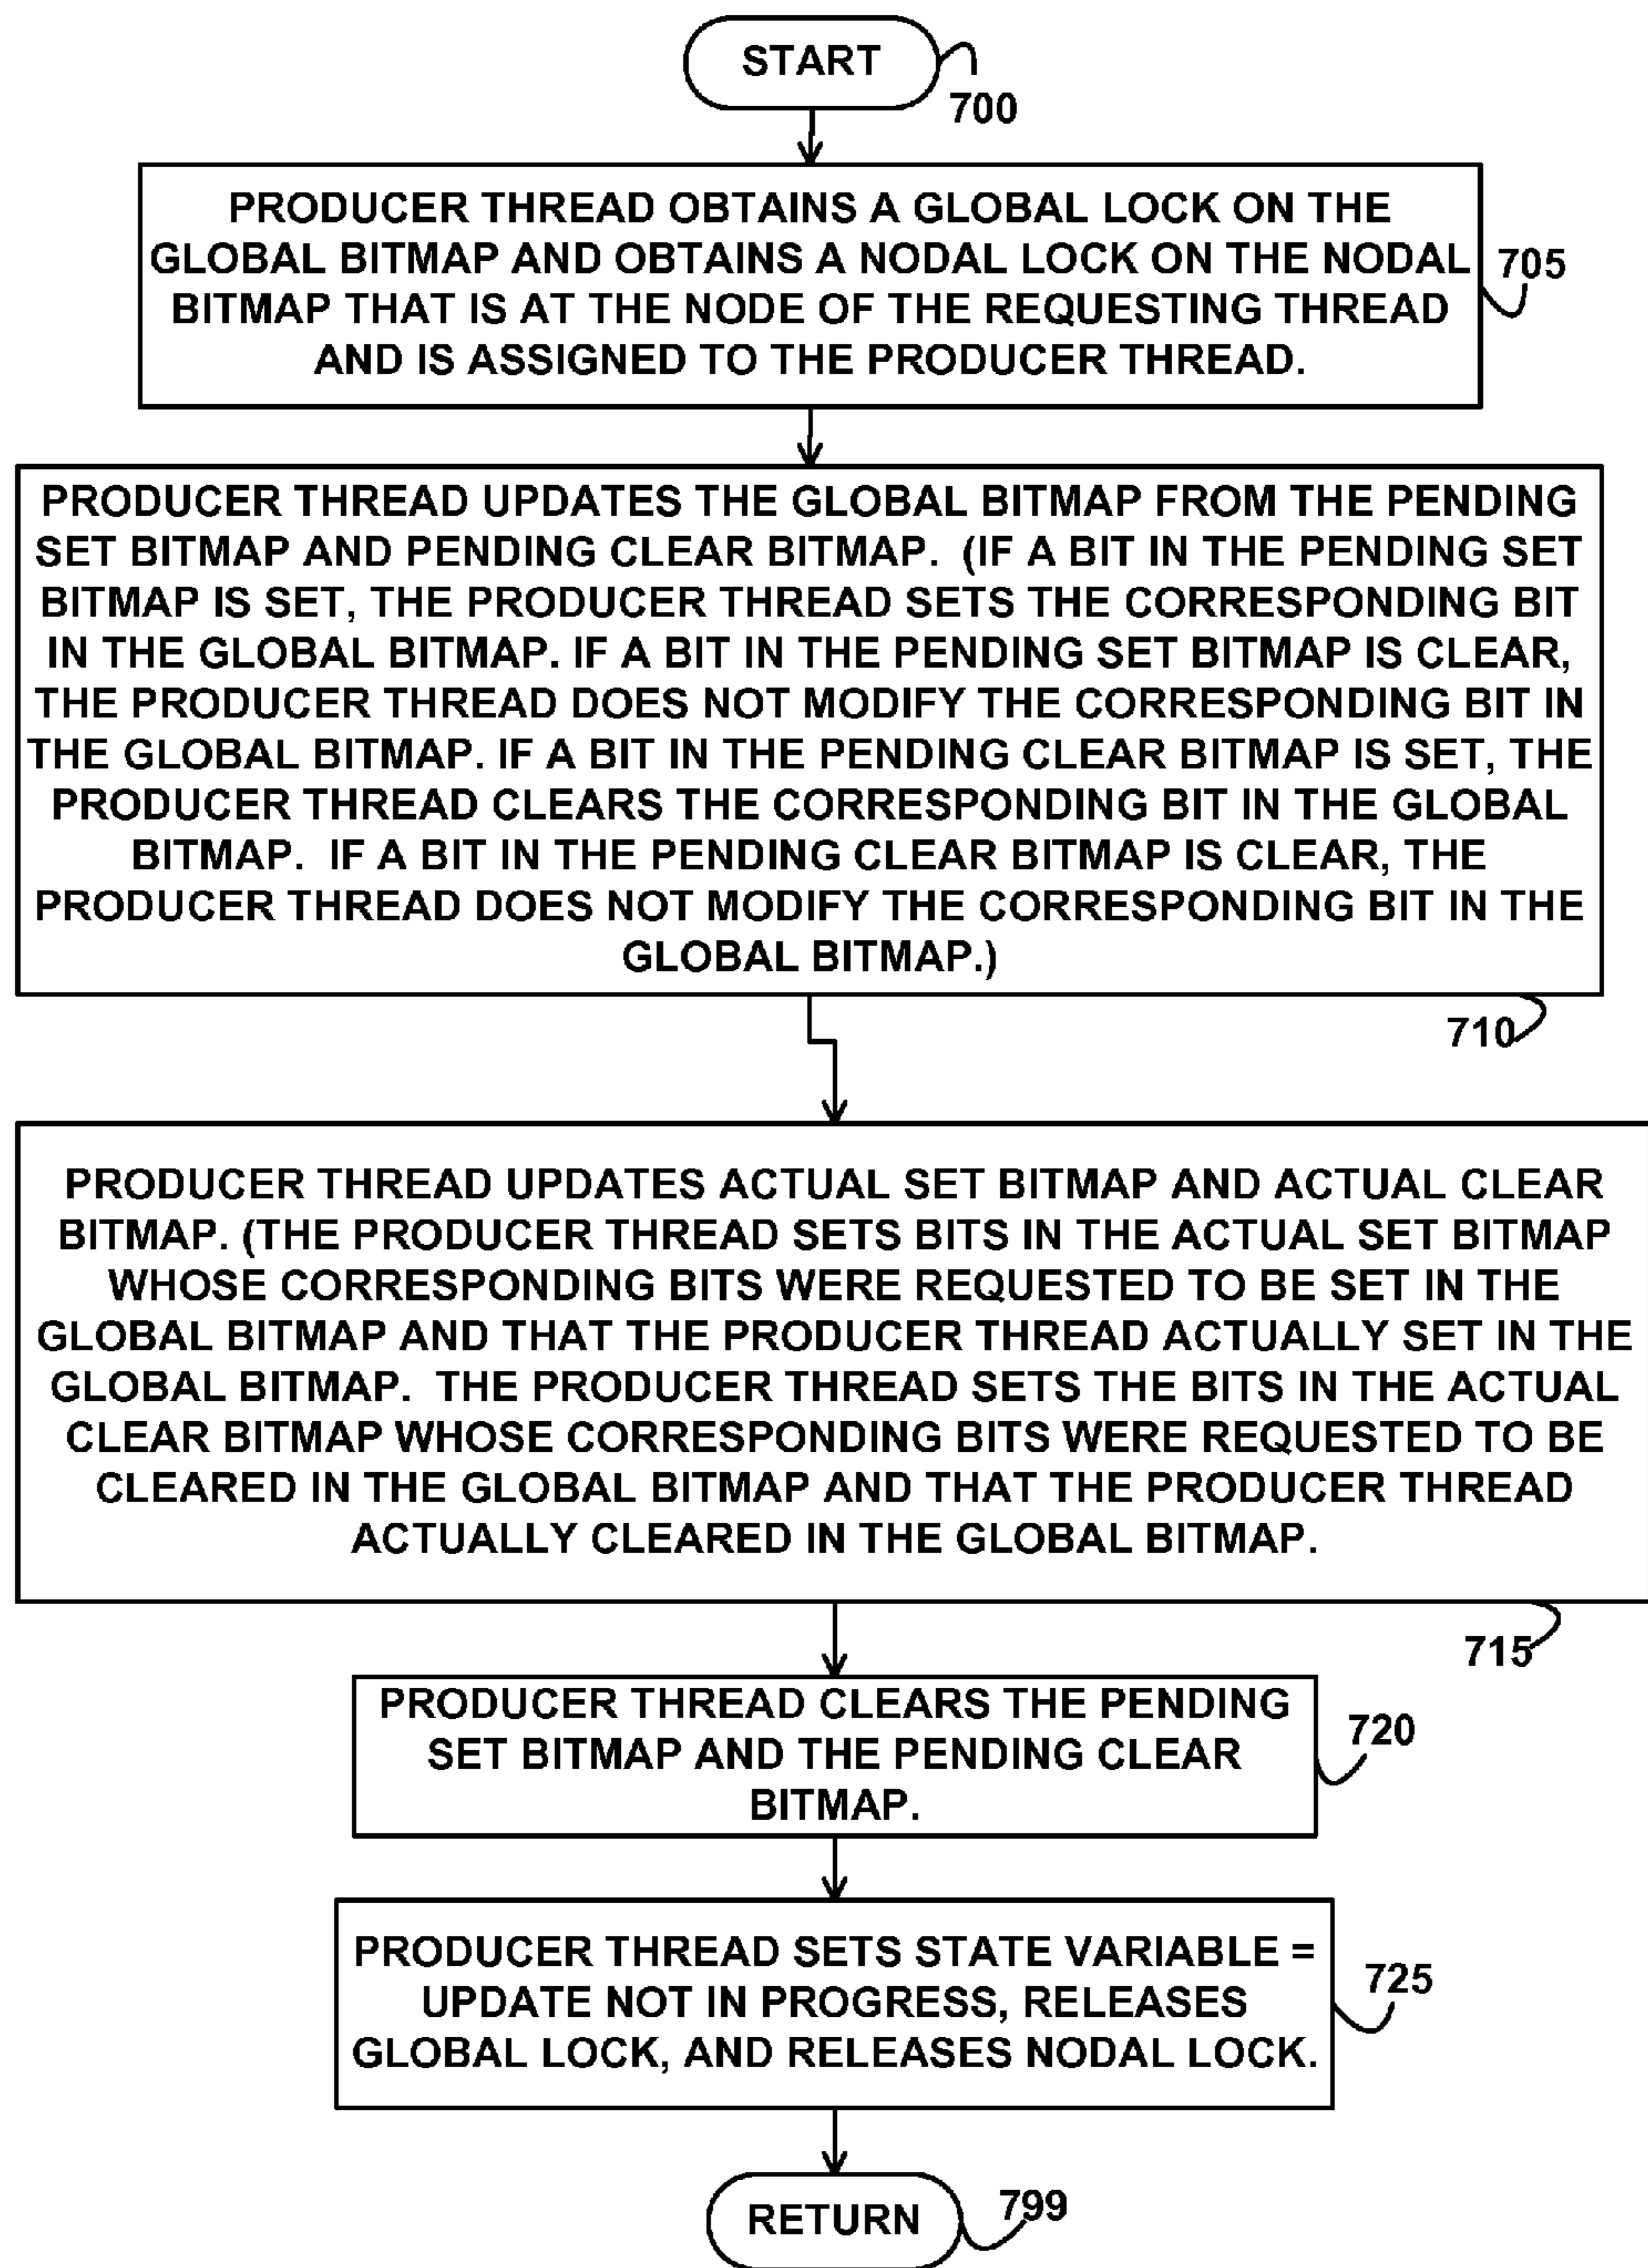 START
700
PRODUCER THREAD OBTAINS A GLOBAL LOCK ON THE
GLOBAL BITMAP AND OBTAINS A NODAL LOCK ON THE NODAL
BITMAP THAT IS AT THE NODE OF THE REQUESTING THREAD
AND IS ASSIGNED TO THE PRODUCER THREAD.
705
PRODUCER THREAD UPDATES THE GLOBAL BITMAP FROM THE PENDING
SET BITMAP AND PENDING CLEAR BITMAP. (IF A BIT IN THE PENDING SET
BITMAP IS SET, THE PRODUCER THREAD SETS THE CORRESPONDING BIT
IN THE GLOBAL BITMAP. IF A BIT IN THE PENDING SET BITMAP IS CLEAR,
THE PRODUCER THREAD DOES NOT MODIFY THE CORRESPONDING BIT IN
THE GLOBAL BITMAP. IF A BIT IN THE PENDING CLEAR BITMAP IS SET, THE
PRODUCER THREAD CLEARS THE CORRESPONDING BIT IN THE GLOBAL
BITMAP. IF A BIT IN THE PENDING CLEAR BITMAP IS CLEAR, THE
PRODUCER THREAD DOES NOT MODIFY THE CORRESPONDING BIT IN THE
GLOBAL BITMAP.)
710
PRODUCER THREAD UPDATES ACTUAL SET BITMAP AND ACTUAL CLEAR
BITMAP. (THE PRODUCER THREAD SETS BITS IN THE ACTUAL SET BITMAP
WHOSE CORRESPONDING BITS WERE REQUESTED TO BE SET IN THE
GLOBAL BITMAP AND THAT THE PRODUCER THREAD ACTUALLY SET IN THE
GLOBAL BITMAP. THE PRODUCER THREAD SETS THE BITS IN THE ACTUAL
CLEAR BITMAP WHOSE CORRESPONDING BITS WERE REQUESTED TO BE
CLEARED IN THE GLOBAL BITMAP AND THAT THE PRODUCER THREAD
ACTUALLY CLEARED IN THE GLOBAL BITMAP.
715
PRODUCER THREAD CLEARS THE PENDING
SET BITMAP AND THE PENDING CLEAR
BITMAP.
720
PRODUCER THREAD SETS STATE VARIABLE =
UPDATE NOT IN PROGRESS, RELEASES
GLOBAL LOCK, AND RELEASES NODAL LOCK.
725
RETURN
799